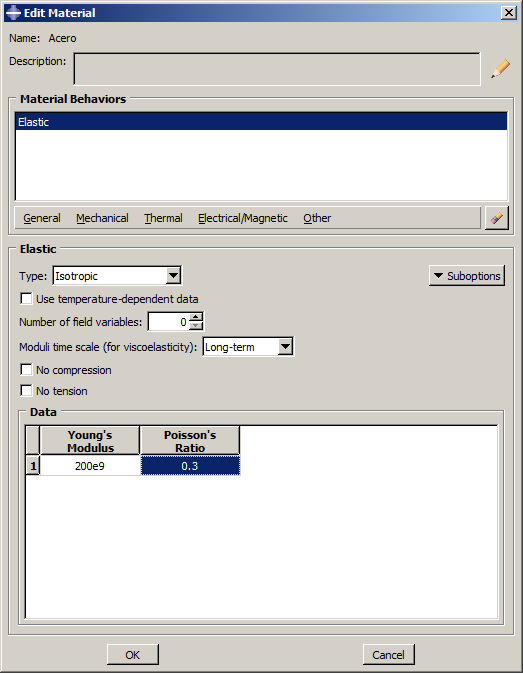 Edit Material
Name: Acero
Description:
Material Behaviors
Elastic
General Mechanical Thermal Electrical/Magnetic Other
Elastic
Type: Isotropic
Suboptions
Use temperature-dependent data
Number of field variables: 0
Moduli time scale (for viscoelasticity): Long-term
No compression
No tension
Data
Young's Modulus
Poisson's Ratio
1 200e9 0.3
OK Cancel